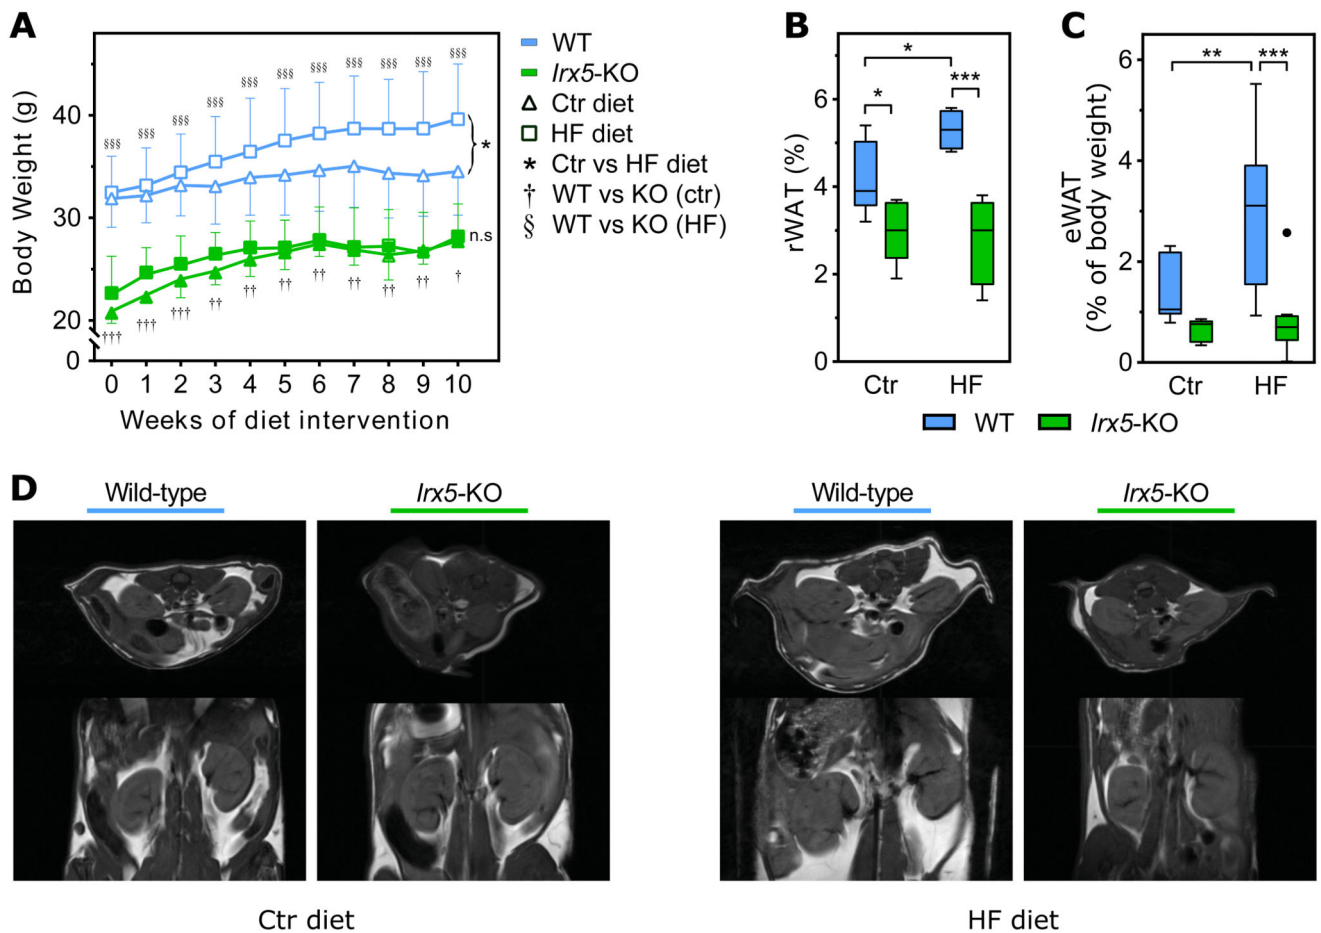 A
Body Weight (g)
40
30
20
0
§§§ §§§ §§§ §§§ §§§ §§§ §§§ §§§ §§§ §§§ §§§
*
n.s
††† ††† ††† †† †† †† †† †† †† †† †
0 1 2 3 4 5 6 7 8 9 10
Weeks of diet intervention
WT
Irx5-KO
Ctr diet
HF diet
* Ctr vs HF diet
† WT vs KO (ctr)
§ WT vs KO (HF)
B
rWAT (%)
6
4
2
0
*
*
***
Ctr HF
C
eWAT
(% of body weight)
6
4
2
0
**
***
Ctr HF
WT Irx5-KO
D
Wild-type Irx5-KO Wild-type Irx5-KO
Ctr diet HF diet